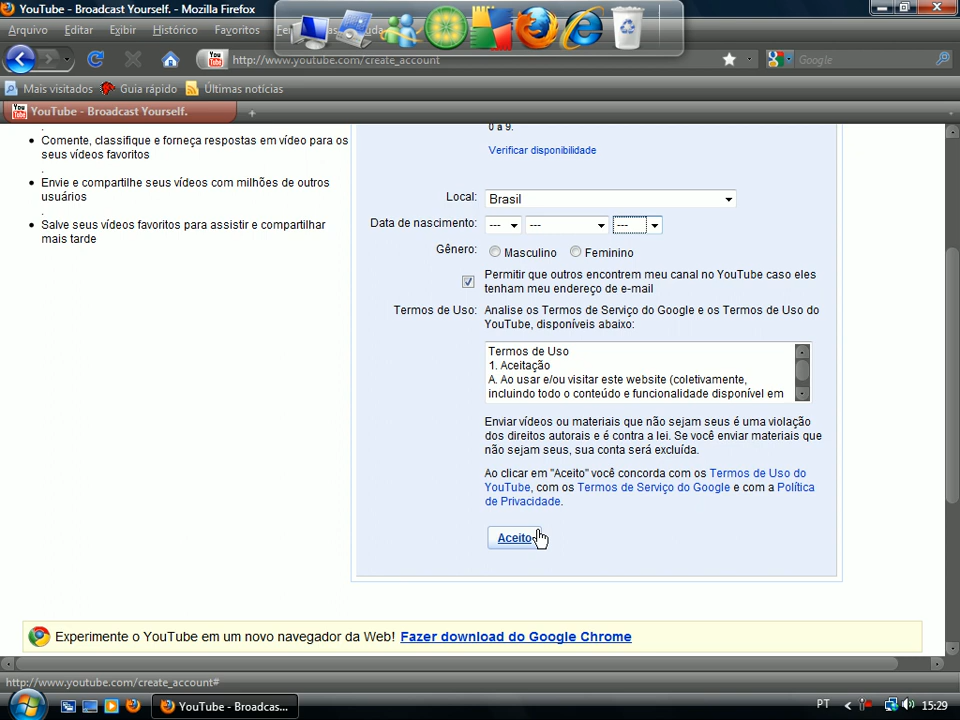 YouTube - Broadcast Yourself. - Mozilla Firefox
Arquivo Editar Exibir Histórico Favoritos
http://www.youtube.com/create_account
Google
Mais visitados Guia rápido Últimas notícias
You Tube YouTube - Broadcast Yourself.
0 a 9.
Comente, classifique e forneça respostas em vídeo para os
seus vídeos favoritos
Envie e compartilhe seus vídeos com milhões de outros
usuários
Salve seus vídeos favoritos para assistir e compartilhar
mais tarde
Verificar disponibilidade
Local: Brasil
Data de nascimento: --- --- ---
Gênero: Masculino Feminino
Permitir que outros encontrem meu canal no YouTube caso eles
tenham meu endereço de e-mail
Termos de Uso: Analise os Termos de Serviço do Google e os Termos de Uso do
YouTube, disponíveis abaixo:
Termos de Uso
1. Aceitação
A. Ao usar e/ou visitar este website (coletivamente,
incluindo todo o conteúdo e funcionalidade disponível em
Enviar vídeos ou materiais que não sejam seus é uma violação
dos direitos autorais e é contra a lei. Se você enviar materiais que
não sejam seus, sua conta será excluída.
Ao clicar em "Aceito" você concorda com os Termos de Uso do
YouTube, com os Termos de Serviço do Google e com a Política
de Privacidade.
Aceito
Experimente o YouTube em um novo navegador da Web! Fazer download do Google Chrome
http://www.youtube.com/create_account#
YouTube - Broadcas...
PT
15:29